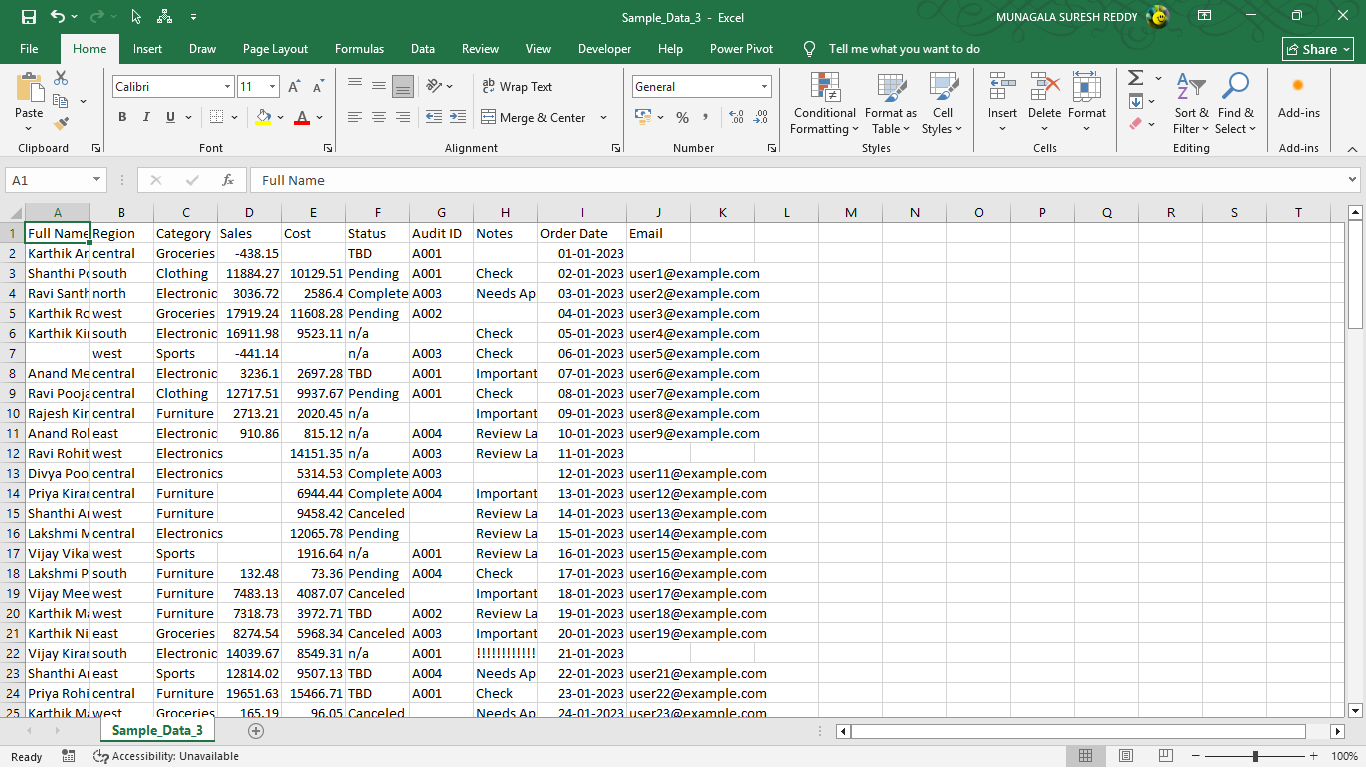 Sample_Data_3 - Excel
MUNAGALA SURESH REDDY
File Home Insert Draw Page Layout Formulas Data Review View Developer Help Power Pivot Tell me what you want to do Share
Calibri 11 Wrap Text General
Paste B I U Merge & Center % , Conditional Formatting Format as Table Cell Styles Insert Delete Format Sort & Filter Find & Select Add-ins
Clipboard Font Alignment Number Styles Cells Editing Add-ins
A1 fx Full Name
A B C D E F G H I J K L M N O P Q R S T
1 Full Name Region Category Sales Cost Status Audit ID Notes Order Date Email
2 Karthik Ar central Groceries -438.15 TBD A001 01-01-2023
3 Shanthi Po south Clothing 11884.27 10129.51 Pending A001 Check 02-01-2023 user1@example.com
4 Ravi Santh north Electronic 3036.72 2586.4 Complete A003 Needs Ap 03-01-2023 user2@example.com
5 Karthik Ro west Groceries 17919.24 11608.28 Pending A002 04-01-2023 user3@example.com
6 Karthik Kir south Electronic 16911.98 9523.11 n/a Check 05-01-2023 user4@example.com
7 west Sports -441.14 n/a A003 Check 06-01-2023 user5@example.com
8 Anand Me central Electronic 3236.1 2697.28 TBD A001 Important 07-01-2023 user6@example.com
9 Ravi Pooja central Clothing 12717.51 9937.67 Pending A001 Check 08-01-2023 user7@example.com
10 Rajesh Kir central Furniture 2713.21 2020.45 n/a Important 09-01-2023 user8@example.com
11 Anand Ro east Electronic 910.86 815.12 n/a A004 Review La 10-01-2023 user9@example.com
12 Ravi Rohit west Electronics 14151.35 n/a A003 Review La 11-01-2023
13 Divya Poo central Electronics 5314.53 Complete A003 12-01-2023 user11@example.com
14 Priya Kirar central Furniture 6944.44 Complete A004 Important 13-01-2023 user12@example.com
15 Shanthi Ar west Furniture 9458.42 Canceled Review La 14-01-2023 user13@example.com
16 Lakshmi M central Electronics 12065.78 Pending Review La 15-01-2023 user14@example.com
17 Vijay Vika west Sports 1916.64 n/a A001 Review La 16-01-2023 user15@example.com
18 Lakshmi P south Furniture 132.48 73.36 Pending A004 Check 17-01-2023 user16@example.com
19 Vijay Mee west Furniture 7483.13 4087.07 Canceled Important 18-01-2023 user17@example.com
20 Karthik Ma west Furniture 7318.73 3972.71 TBD A002 Review La 19-01-2023 user18@example.com
21 Karthik Ni east Groceries 8274.54 5968.34 Canceled A003 Important 20-01-2023 user19@example.com
22 Vijay Kirar south Electronic 14039.67 8549.31 n/a A001 !!!!!!!!!!!! 21-01-2023
23 Shanthi Ar east Sports 12814.02 9507.13 TBD A004 Needs Ap 22-01-2023 user21@example.com
24 Priya Rohi central Furniture 19651.63 15466.71 TBD A001 Check 23-01-2023 user22@example.com
25 Karthik Ma west Groceries 165.19 96.05 Canceled Needs Ap 24-01-2023 user23@example.com
Sample_Data_3
Ready Accessibility: Unavailable 100%